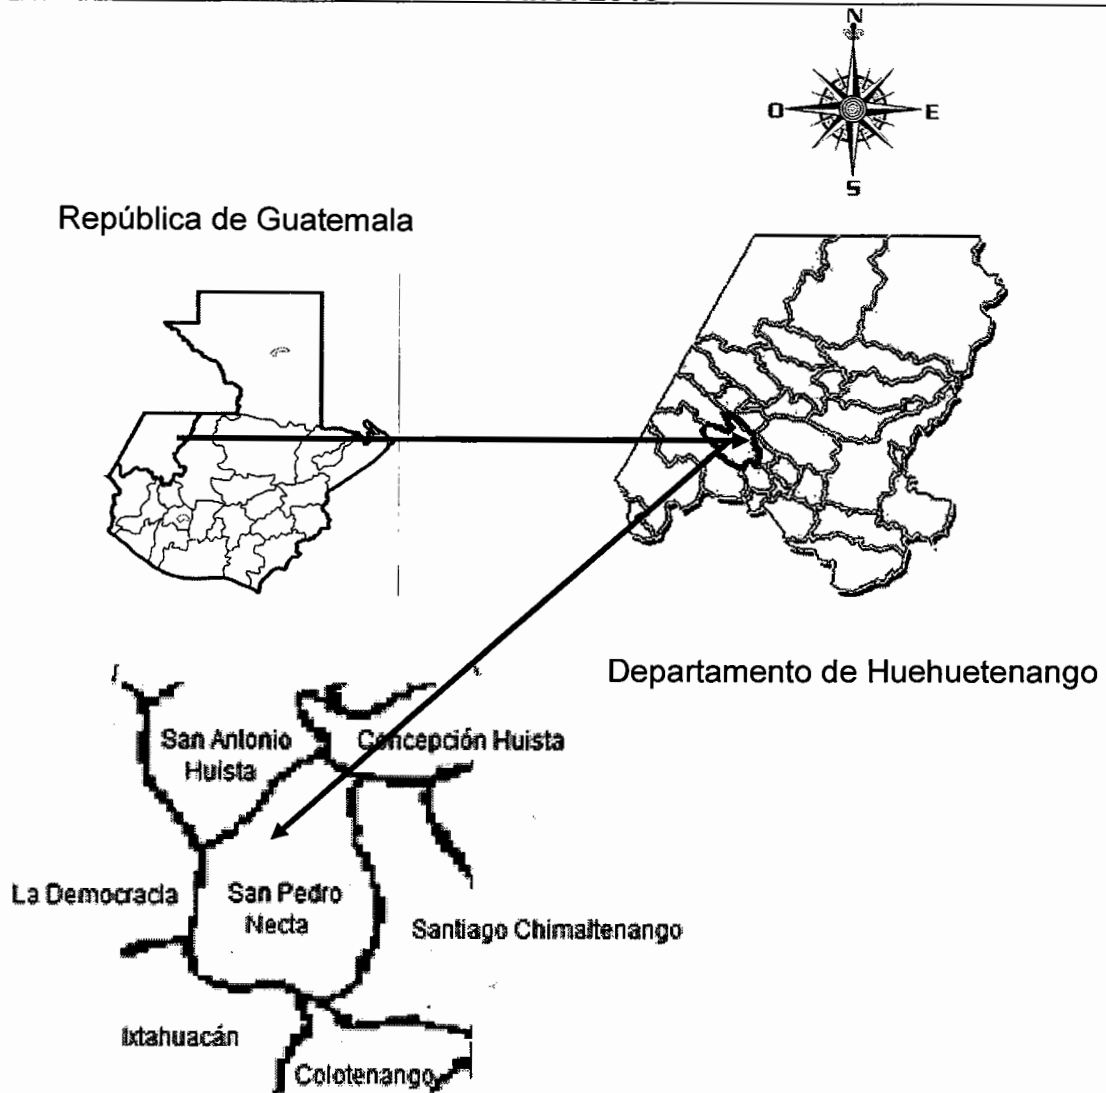 N
O E
S
República de Guatemala
Departamento de Huehuetenango
San Antonio
Huista
Concepción Huista
La Democracia
San Pedro
Necta
Santiago Chimaltenango
Ixtahuacán
Colotenango